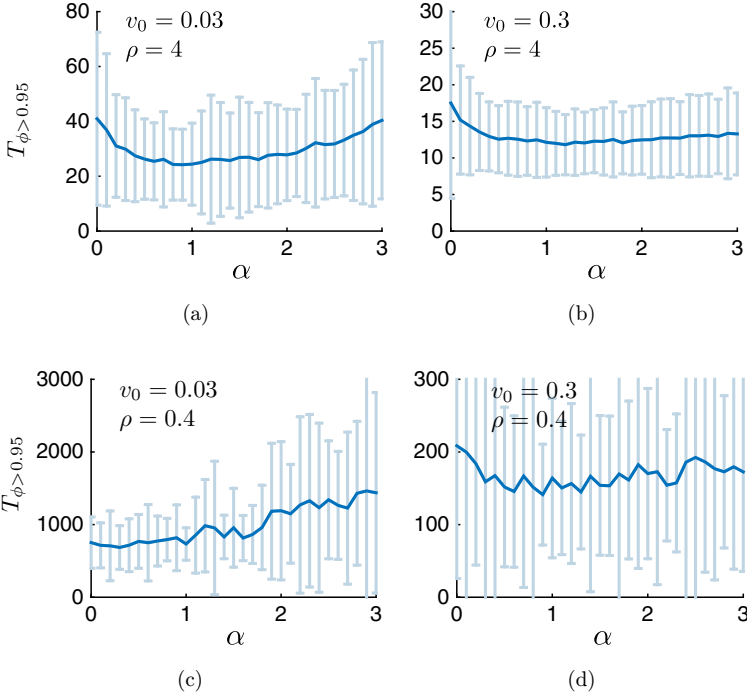 80
60
40
20
0
0 1 2 3
T_{ϕ>0.95}
v_0 = 0.03
ρ = 4
α
(a)
30
25
20
15
10
5
0
0 1 2 3
v_0 = 0.3
ρ = 4
α
(b)
3000
2000
1000
0
0 1 2 3
T_{ϕ>0.95}
v_0 = 0.03
ρ = 0.4
α
(c)
300
200
100
0
0 1 2 3
v_0 = 0.3
ρ = 0.4
α
(d)